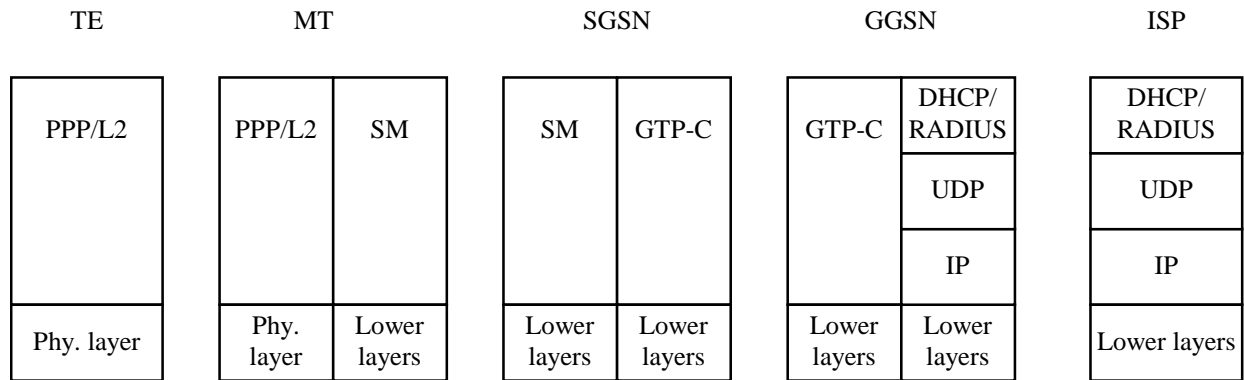 TE MT SGSN GGSN ISP
PPP/L2
Phy. layer
PPP/L2
Phy.
layer
SM
Lower
layers
SM
Lower
layers
GTP-C
Lower
layers
GTP-C
Lower
layers
DHCP/
RADIUS
UDP
IP
Lower
layers
DHCP/
RADIUS
UDP
IP
Lower layers